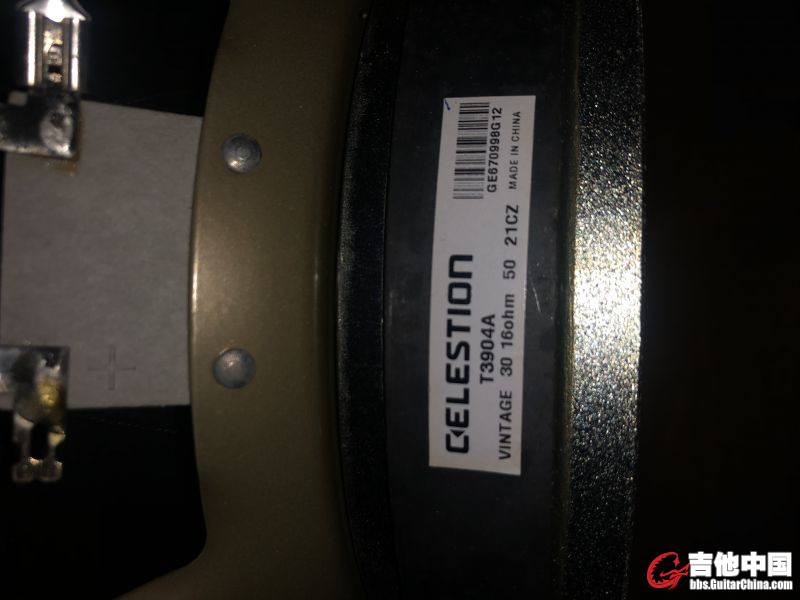 CELESTION
T3904A
VINTAGE 30 16ohm 50 21CZ
GE670998G12
MADE IN CHINA
吉他中国
bbs.GuitarChina.com